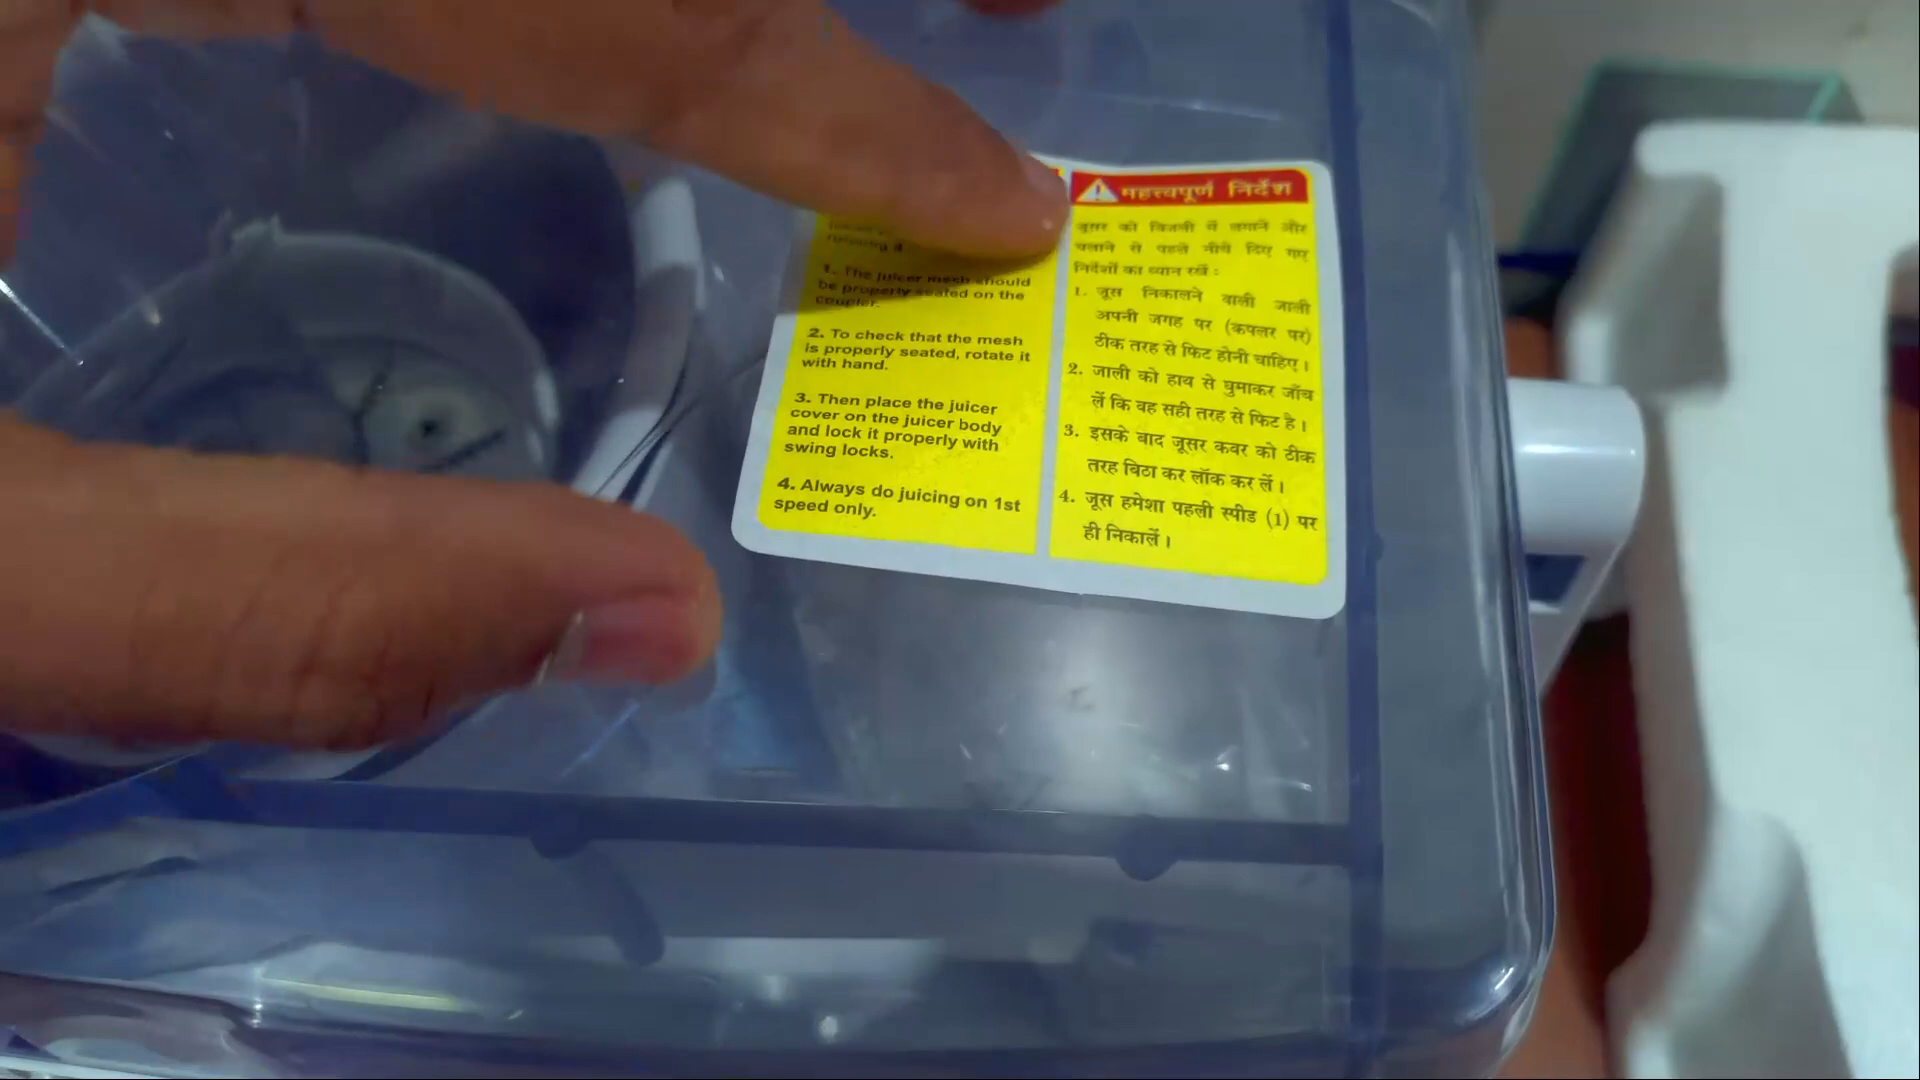 1. The juicer mesh should
be properly seated on the
coupler.
2. To check that the mesh
is properly seated, rotate it
with hand.
3. Then place the juicer
cover on the juicer body
and lock it properly with
swing locks.
4. Always do juicing on 1st
speed only.
महत्त्वपूर्ण निर्देश
जूसर को बिजली में लगाने और
चलाने से पहले नीचे दिए गए
निर्देशों का ध्यान रखें :
1. जूस निकालने वाली जाली
अपनी जगह पर (कपलर पर)
ठीक तरह से फिट होनी चाहिए।
2. जाली को हाथ से घुमाकर जाँच
लें कि वह सही तरह से फिट है।
3. इसके बाद जूसर कवर को ठीक
तरह बिठा कर लॉक कर लें।
4. जूस हमेशा पहली स्पीड (1) पर
ही निकालें।